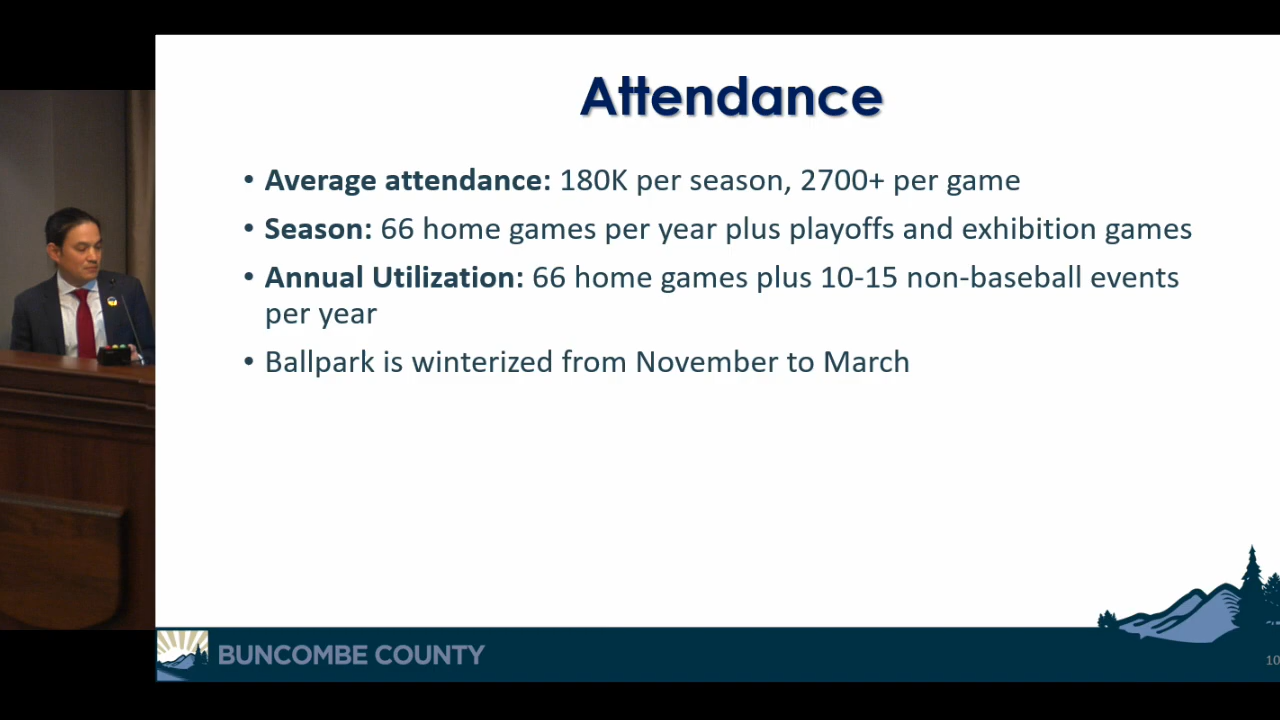 Attendance
• Average attendance: 180K per season, 2700+ per game
• Season: 66 home games per year plus playoffs and exhibition games
• Annual Utilization: 66 home games plus 10-15 non-baseball events
per year
• Ballpark is winterized from November to March
BUNCOMBE COUNTY
10